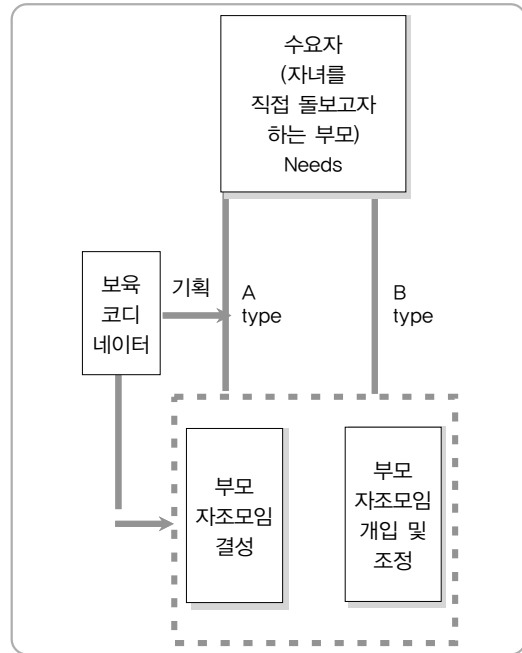 수요자
(자녀를
직접 돌보고자
하는 부모)
Needs
보육
코디
네이터
기획
A
type
B
type
부모
자조모임
결성
부모
자조모임
개입 및
조정